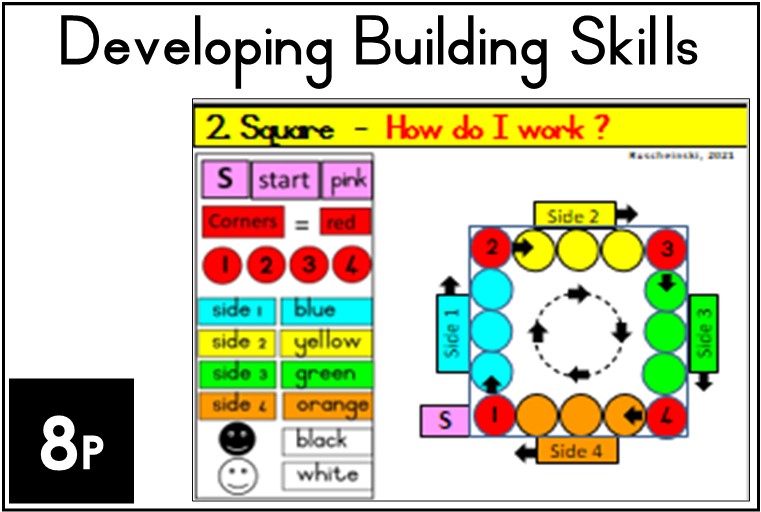 Developing Building Skills
2. Square - How do I work ?
Ruscheinski, 2021
S start pink
Corners = red
1 2 3 4
side 1 blue
side 2 yellow
side 3 green
side 4 orange
black
white
Side 2
2 3
Side 1
Side 3
S 1 4
Side 4
8P